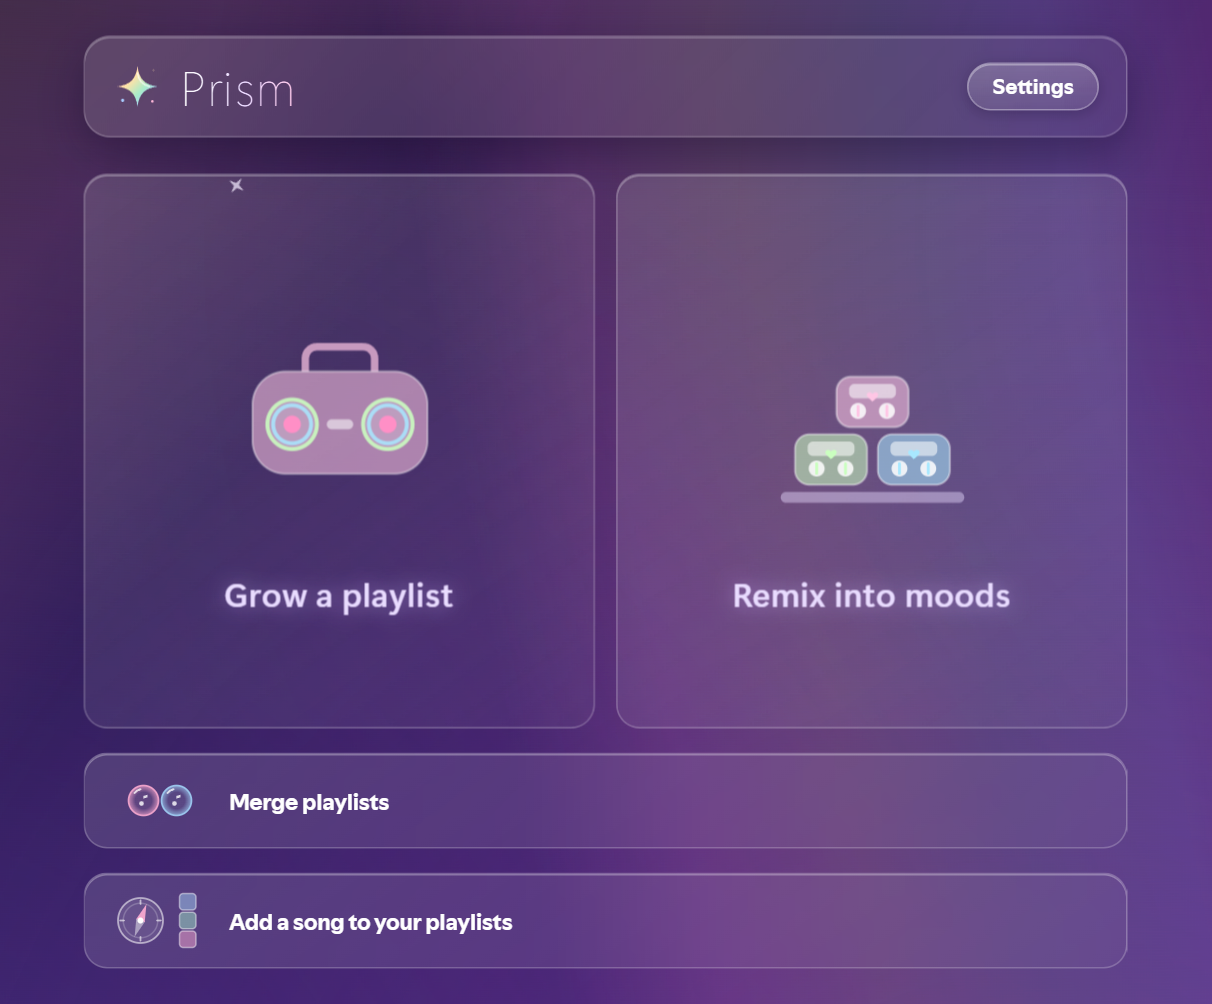 Prism
Settings
Grow a playlist
Remix into moods
Merge playlists
Add a song to your playlists